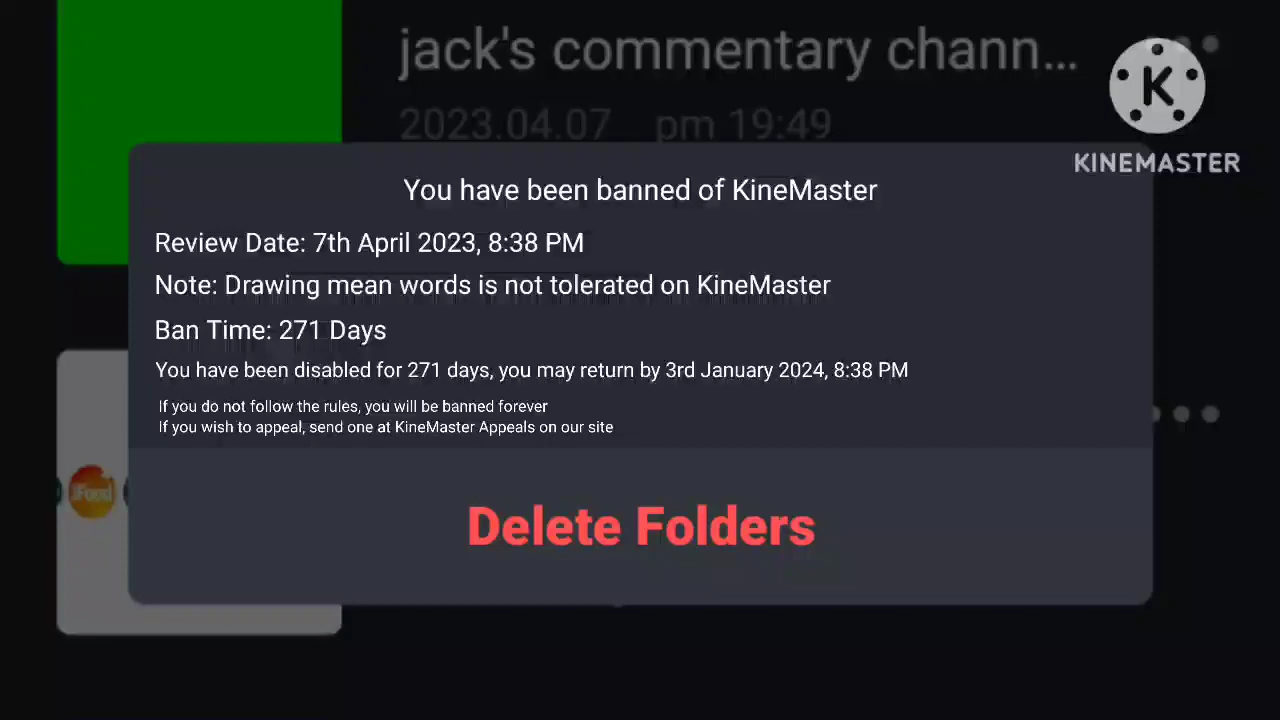 jack's commentary chann...
2023.04.07 pm 19:49
K
KINEMASTER
You have been banned of KineMaster
Review Date: 7th April 2023, 8:38 PM
Note: Drawing mean words is not tolerated on KineMaster
Ban Time: 271 Days
You have been disabled for 271 days, you may return by 3rd January 2024, 8:38 PM
If you do not follow the rules, you will be banned forever
If you wish to appeal, send one at KineMaster Appeals on our site
Food
Delete Folders